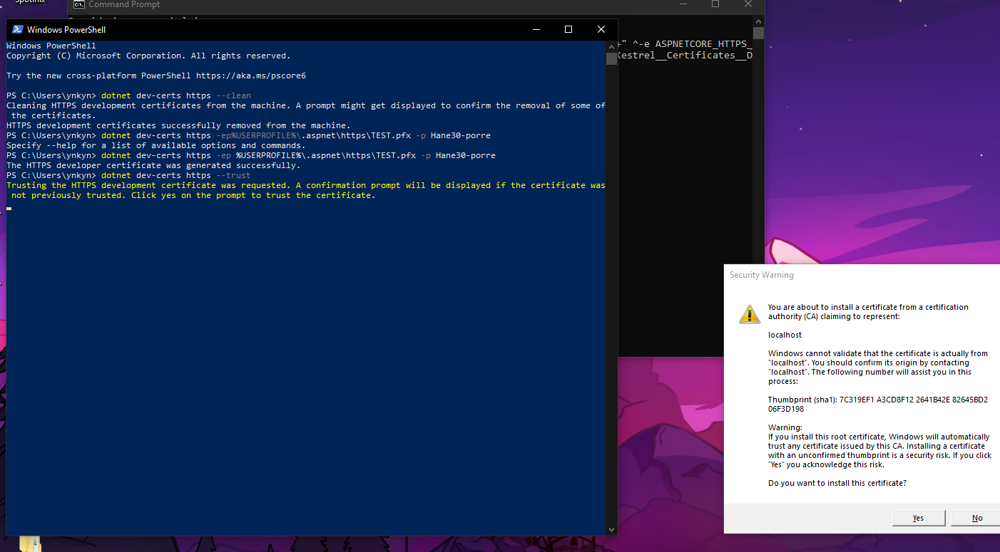 Command Prompt
Windows PowerShell
+" ^-e ASPNETCORE_HTTPS_
Kestrel__Certificates__D
Windows PowerShell
Copyright (C) Microsoft Corporation. All rights reserved.
Try the new cross-platform PowerShell https://aka.ms/pscore6
PS C:\Users\ynkyn> dotnet dev-certs https --clean
Cleaning HTTPS development certificates from the machine. A prompt might get displayed to confirm the removal of some of
the certificates.
HTTPS development certificates successfully removed from the machine.
PS C:\Users\ynkyn> dotnet dev-certs https -ep%USERPROFILE%\.aspnet\https\TEST.pfx -p Hane30-porre
Specify --help for a list of available options and commands.
PS C:\Users\ynkyn> dotnet dev-certs https -ep %USERPROFILE%\.aspnet\https\TEST.pfx -p Hane30-porre
The HTTPS developer certificate was generated successfully.
PS C:\Users\ynkyn> dotnet dev-certs https --trust
Trusting the HTTPS development certificate was requested. A confirmation prompt will be displayed if the certificate was
not previously trusted. Click yes on the prompt to trust the certificate.
Security Warning
You are about to install a certificate from a certification
authority (CA) claiming to represent:
localhost
Windows cannot validate that the certificate is actually from
"localhost". You should confirm its origin by contacting
"localhost". The following number will assist you in this
process:
Thumbprint (sha1): 7C319EF1 A3CD8F12 2641B42E 82645BD2
06F3D198
Warning:
If you install this root certificate, Windows will automatically
trust any certificate issued by this CA. Installing a certificate
with an unconfirmed thumbprint is a security risk. If you click
"Yes" you acknowledge this risk.
Do you want to install this certificate?
Yes
No